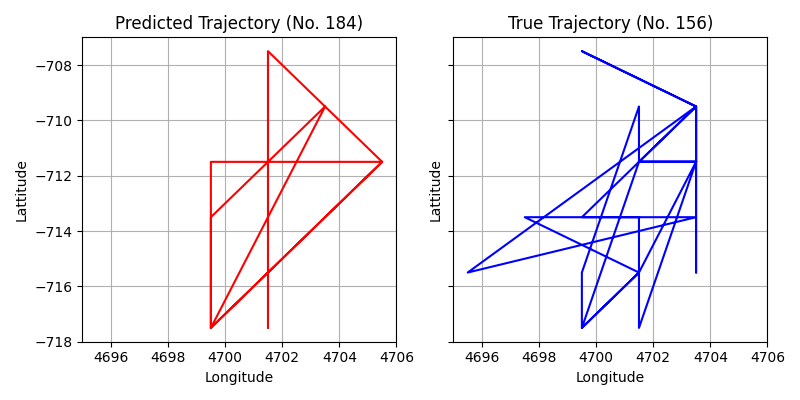 Predicted Trajectory (No. 184)
True Trajectory (No. 156)
−708
−710
−712
−714
−716
−718
Lattitude
Lattitude
4696 4698 4700 4702 4704 4706
4696 4698 4700 4702 4704 4706
Longitude
Longitude